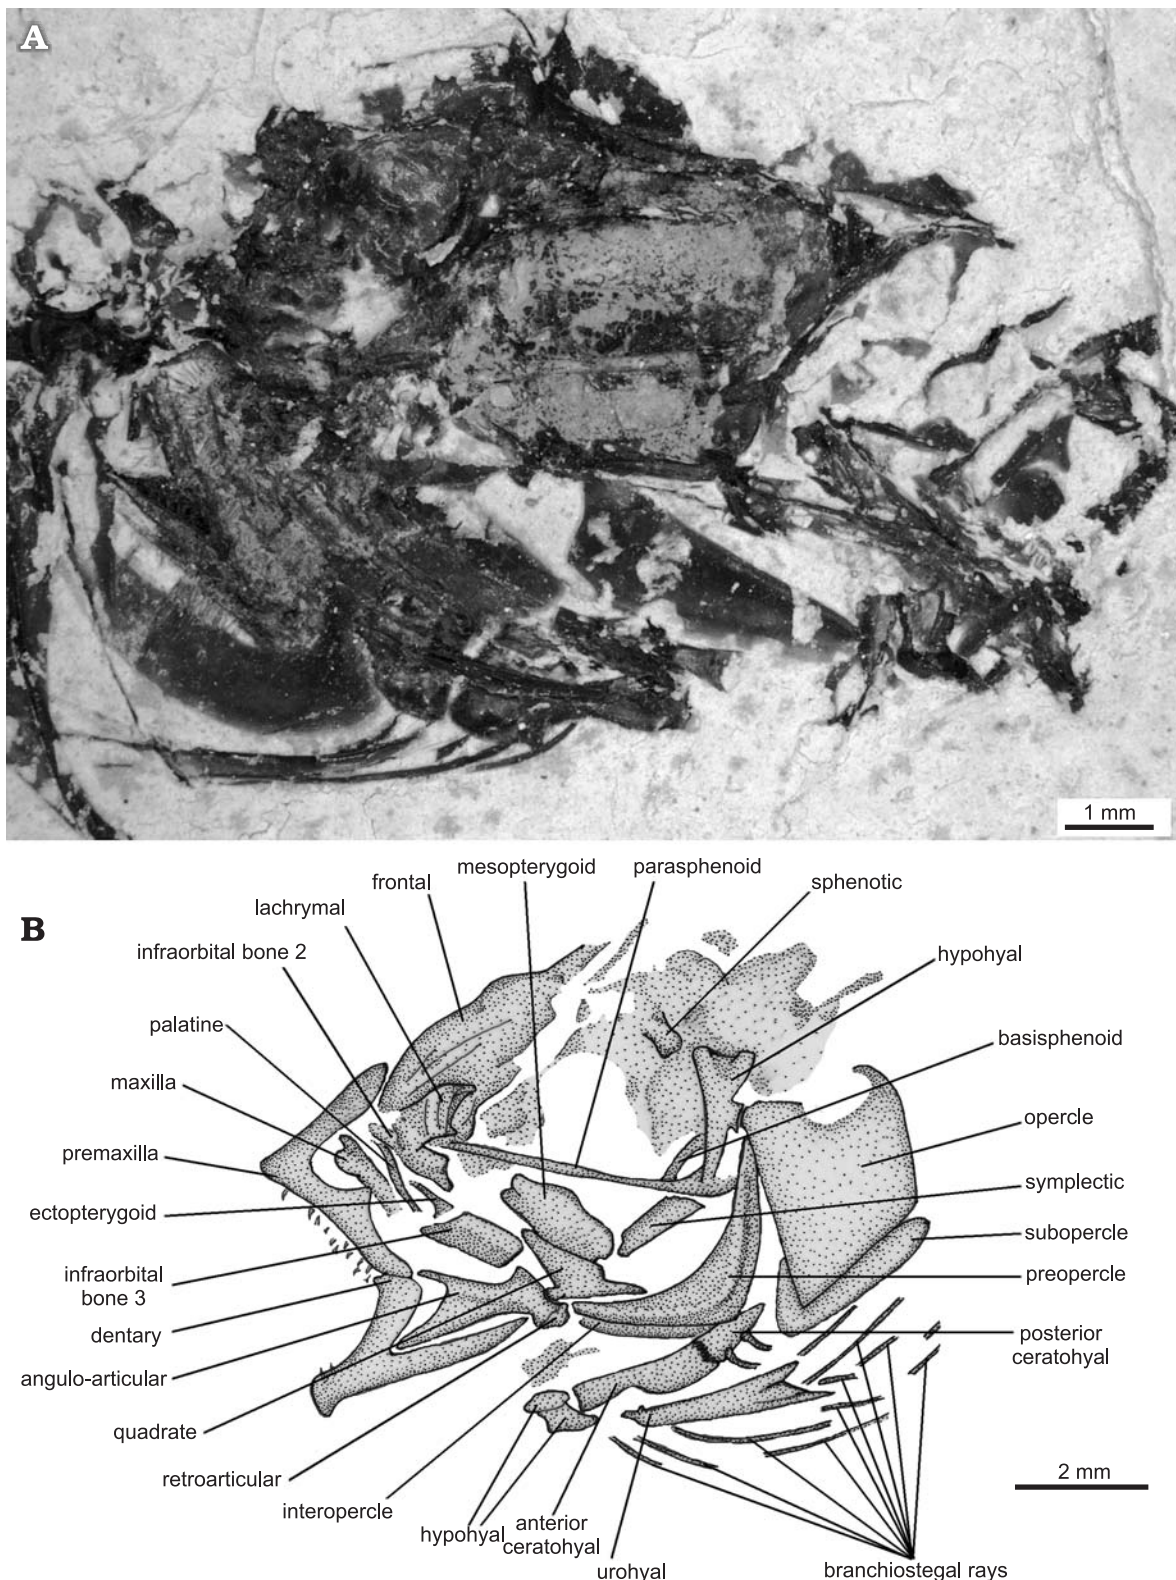 A
1 mm
B
mesopterygoid
parasphenoid
frontal
sphenotic
lachrymal
infraorbital bone 2
hypohyal
palatine
basisphenoid
maxilla
opercle
premaxilla
symplectic
ectopterygoid
subopercle
infraorbital
bone 3
preopercle
dentary
posterior
ceratohyal
angulo-articular
quadrate
retroarticular
2 mm
interopercle
hypohyal
anterior
ceratohyal
urohyal
branchiostegal rays